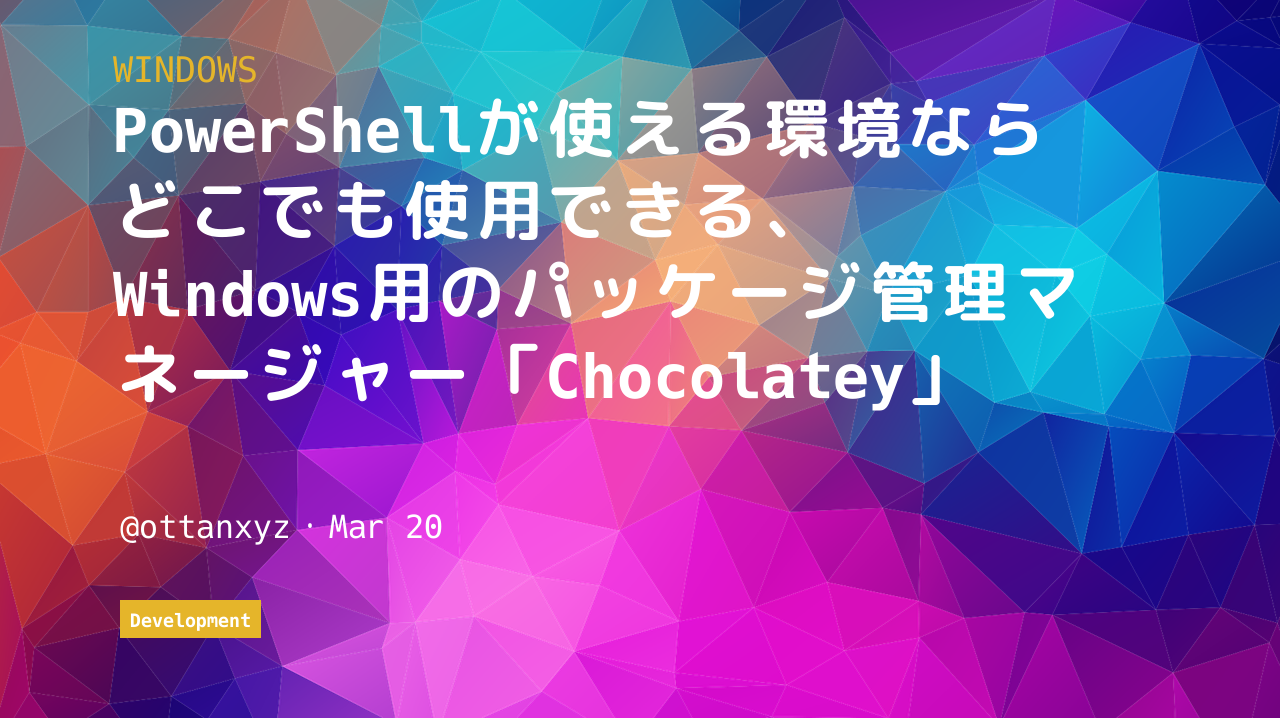 WINDOWS
PowerShellが使える環境なら
どこでも使用できる、
Windows用のパッケージ管理マ
ネージャー「Chocolatey」
@ottanxyz・Mar 20
Development